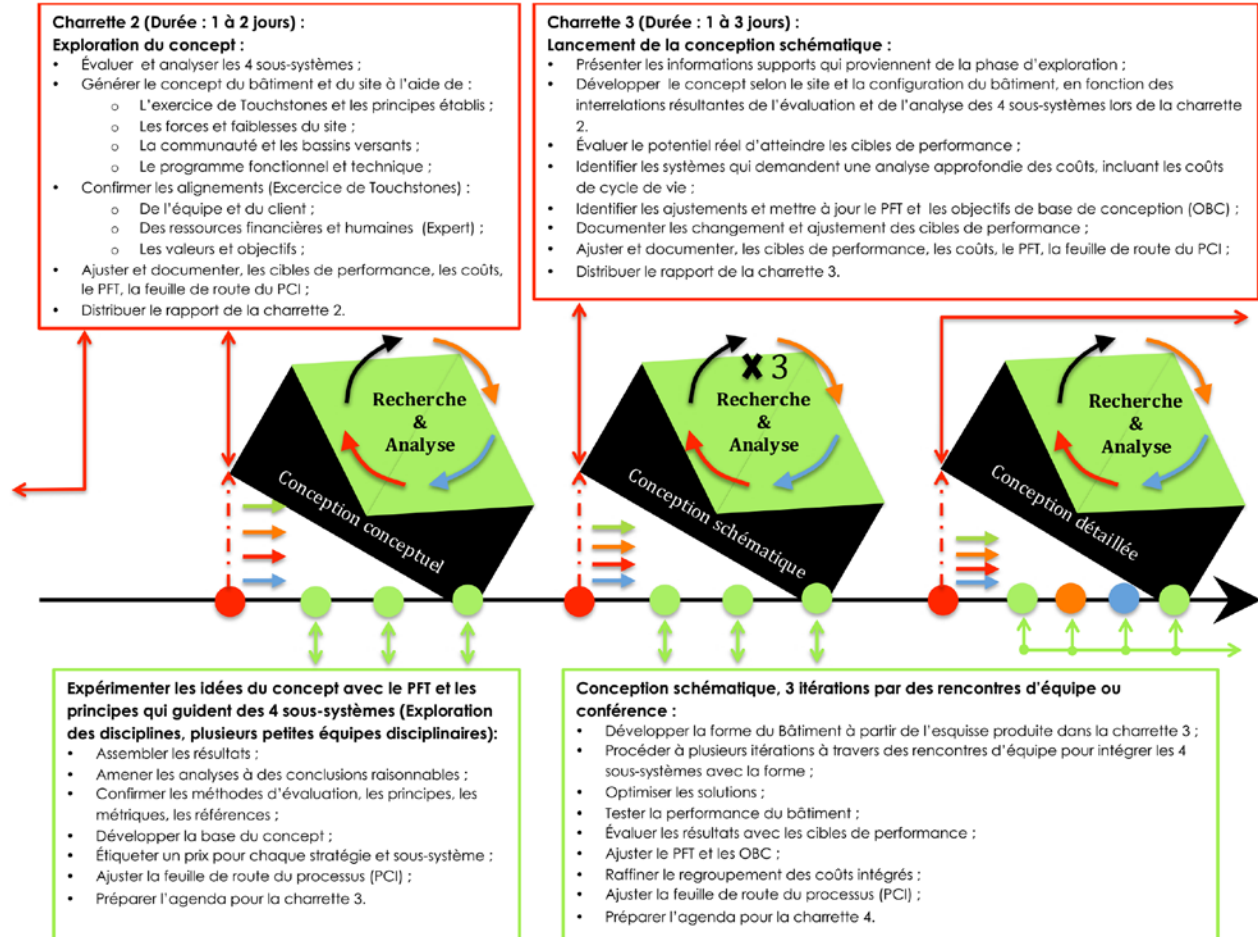 Charrette 2 (Durée : 1 à 2 jours) :
Exploration du concept :
• Évaluer et analyser les 4 sous-systèmes ;
• Générer le concept du bâtiment et du site à l'aide de :
o L'exercice de Touchstones et les principes établis ;
o Les forces et faiblesses du site ;
o La communauté et les bassins versants ;
o Le programme fonctionnel et technique ;
• Confirmer les alignements (Excercice de Touchstones) :
o De l'équipe et du client ;
o Des ressources financières et humaines (Expert) ;
o Les valeurs et objectifs ;
• Ajuster et documenter, les cibles de performance, les coûts,
le PFT, la feuille de route du PCI ;
• Distribuer le rapport de la charrette 2.
Charrette 3 (Durée : 1 à 3 jours) :
Lancement de la conception schématique :
• Présenter les informations supports qui proviennent de la phase d'exploration ;
• Développer le concept selon le site et la configuration du bâtiment, en fonction des
interrelations résultantes de l'évaluation et de l'analyse des 4 sous-systèmes lors de la charrette
2.
• Évaluer le potentiel réel d'atteindre les cibles de performance ;
• Identifier les systèmes qui demandent une analyse approfondie des coûts, incluant les coûts
de cycle de vie ;
• Identifier les ajustements et mettre à jour le PFT et les objectifs de base de conception (OBC) ;
• Documenter les changement et ajustement des cibles de performance ;
• Ajuster et documenter, les cibles de performance, les coûts, le PFT, la feuille de route du PCI ;
• Distribuer le rapport de la charrette 3.
Recherche
&
Analyse
Conception conceptuel
✖ 3
Recherche
&
Analyse
Conception schématique
Recherche
&
Analyse
Conception détaillée
Expérimenter les idées du concept avec le PFT et les
principes qui guident des 4 sous-systèmes (Exploration
des disciplines, plusieurs petites équipes disciplinaires):
• Assembler les résultats ;
• Amener les analyses à des conclusions raisonnables ;
• Confirmer les méthodes d'évaluation, les principes, les
métriques, les références ;
• Développer la base du concept ;
• Étiqueter un prix pour chaque stratégie et sous-système ;
• Ajuster la feuille de route du processus (PCI) ;
• Préparer l'agenda pour la charrette 3.
Conception schématique, 3 itérations par des rencontres d'équipe ou
conférence :
• Développer la forme du Bâtiment à partir de l'esquisse produite dans la charrette 3 ;
• Procéder à plusieurs itérations à travers des rencontres d'équipe pour intégrer les 4
sous-systèmes avec la forme ;
• Optimiser les solutions ;
• Tester la performance du bâtiment ;
• Évaluer les résultats avec les cibles de performance ;
• Ajuster le PFT et les OBC ;
• Raffiner le regroupement des coûts intégrés ;
• Ajuster la feuille de route du processus (PCI) ;
• Préparer l'agenda pour la charrette 4.